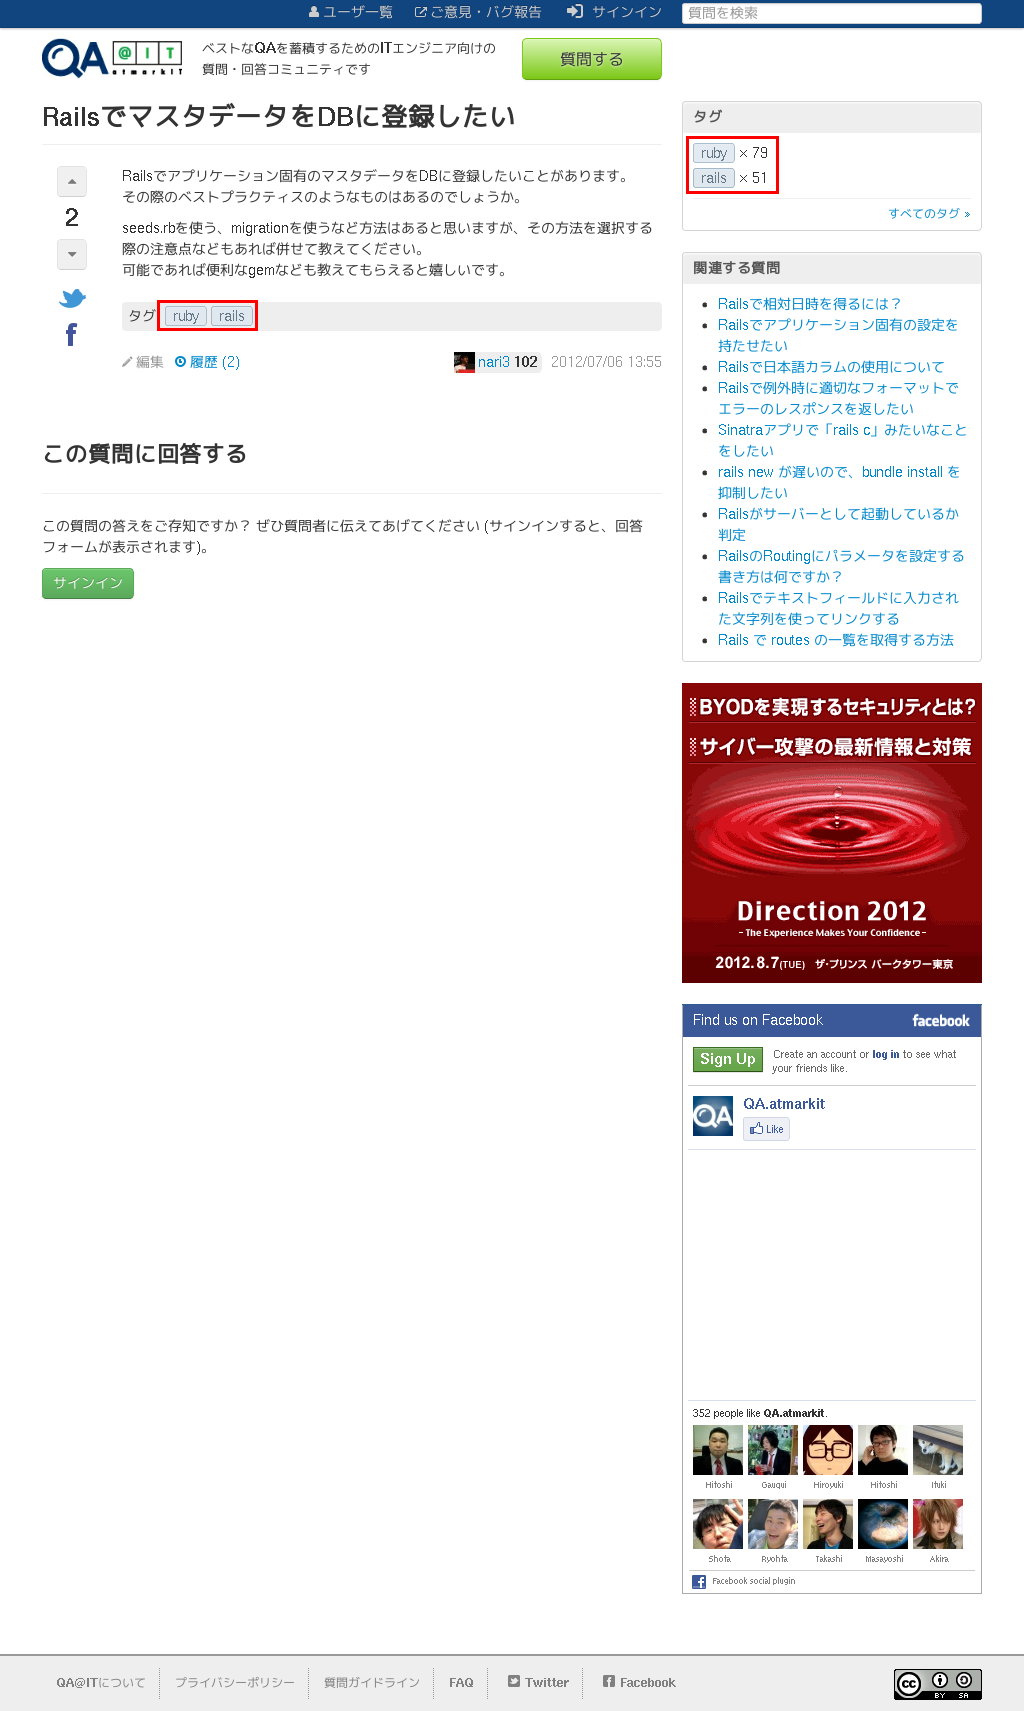 ユーザ一覧 ご意見・バグ報告 サインイン 質問を検索
QA @IT atmarkIT
ベストなQAを蓄積するためのITエンジニア向けの
質問・回答コミュニティです
質問する
RailsでマスタデータをDBに登録したい
Railsでアプリケーション固有のマスタデータをDBに登録したいことがあります。
その際のベストプラクティスのようなものはあるのでしょうか。
2
seeds.rbを使う、migrationを使うなど方法はあると思いますが、その方法を選択する
際の注意点などもあれば併せて教えてください。
可能であれば便利なgemなども教えてもらえると嬉しいです。
タグ ruby rails
編集 履歴 (2) nari3 102 2012/07/06 13:55
この質問に回答する
この質問の答えをご存知ですか？ ぜひ質問者に伝えてあげてください (サインインすると、回答
フォームが表示されます)。
サインイン
タグ
ruby × 79
rails × 51
すべてのタグ »
関連する質問
Railsで相対日時を得るには？
Railsでアプリケーション固有の設定を
持たせたい
Railsで日本語カラムの使用について
Railsで例外時に適切なフォーマットで
エラーのレスポンスを返したい
Sinatraアプリで「rails c」みたいなこと
をしたい
rails new が遅いので、bundle install を
抑制したい
Railsがサーバーとして起動しているか
判定
RailsのRoutingにパラメータを設定する
書き方は何ですか？
Railsでテキストフィールドに入力され
た文字列を使ってリンクする
Rails で routes の一覧を取得する方法
BYODを実現するセキュリティとは?
サイバー攻撃の最新情報と対策
Direction 2012
- The Experience Makes Your Confidence -
2012.8.7(TUE) ザ・プリンス パークタワー東京
Find us on Facebook facebook
Sign Up Create an account or log in to see what
your friends like.
QA QA.atmarkit
Like
352 people like QA.atmarkit.
Hitoshi Gauqui Hiroyuki Hitoshi Ituki
Shota Ryohta Takashi Masayoshi Akira
Facebook social plugin
QA@ITについて プライバシーポリシー 質問ガイドライン FAQ Twitter Facebook
cc BY SA